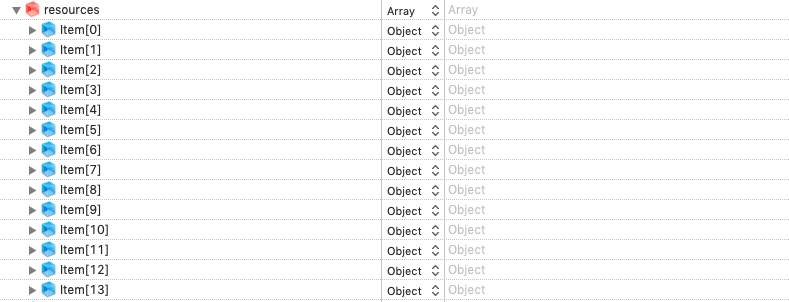 resources Array Array
Item[0] Object Object
Item[1] Object Object
Item[2] Object Object
Item[3] Object Object
Item[4] Object Object
Item[5] Object Object
Item[6] Object Object
Item[7] Object Object
Item[8] Object Object
Item[9] Object Object
Item[10] Object Object
Item[11] Object Object
Item[12] Object Object
Item[13] Object Object